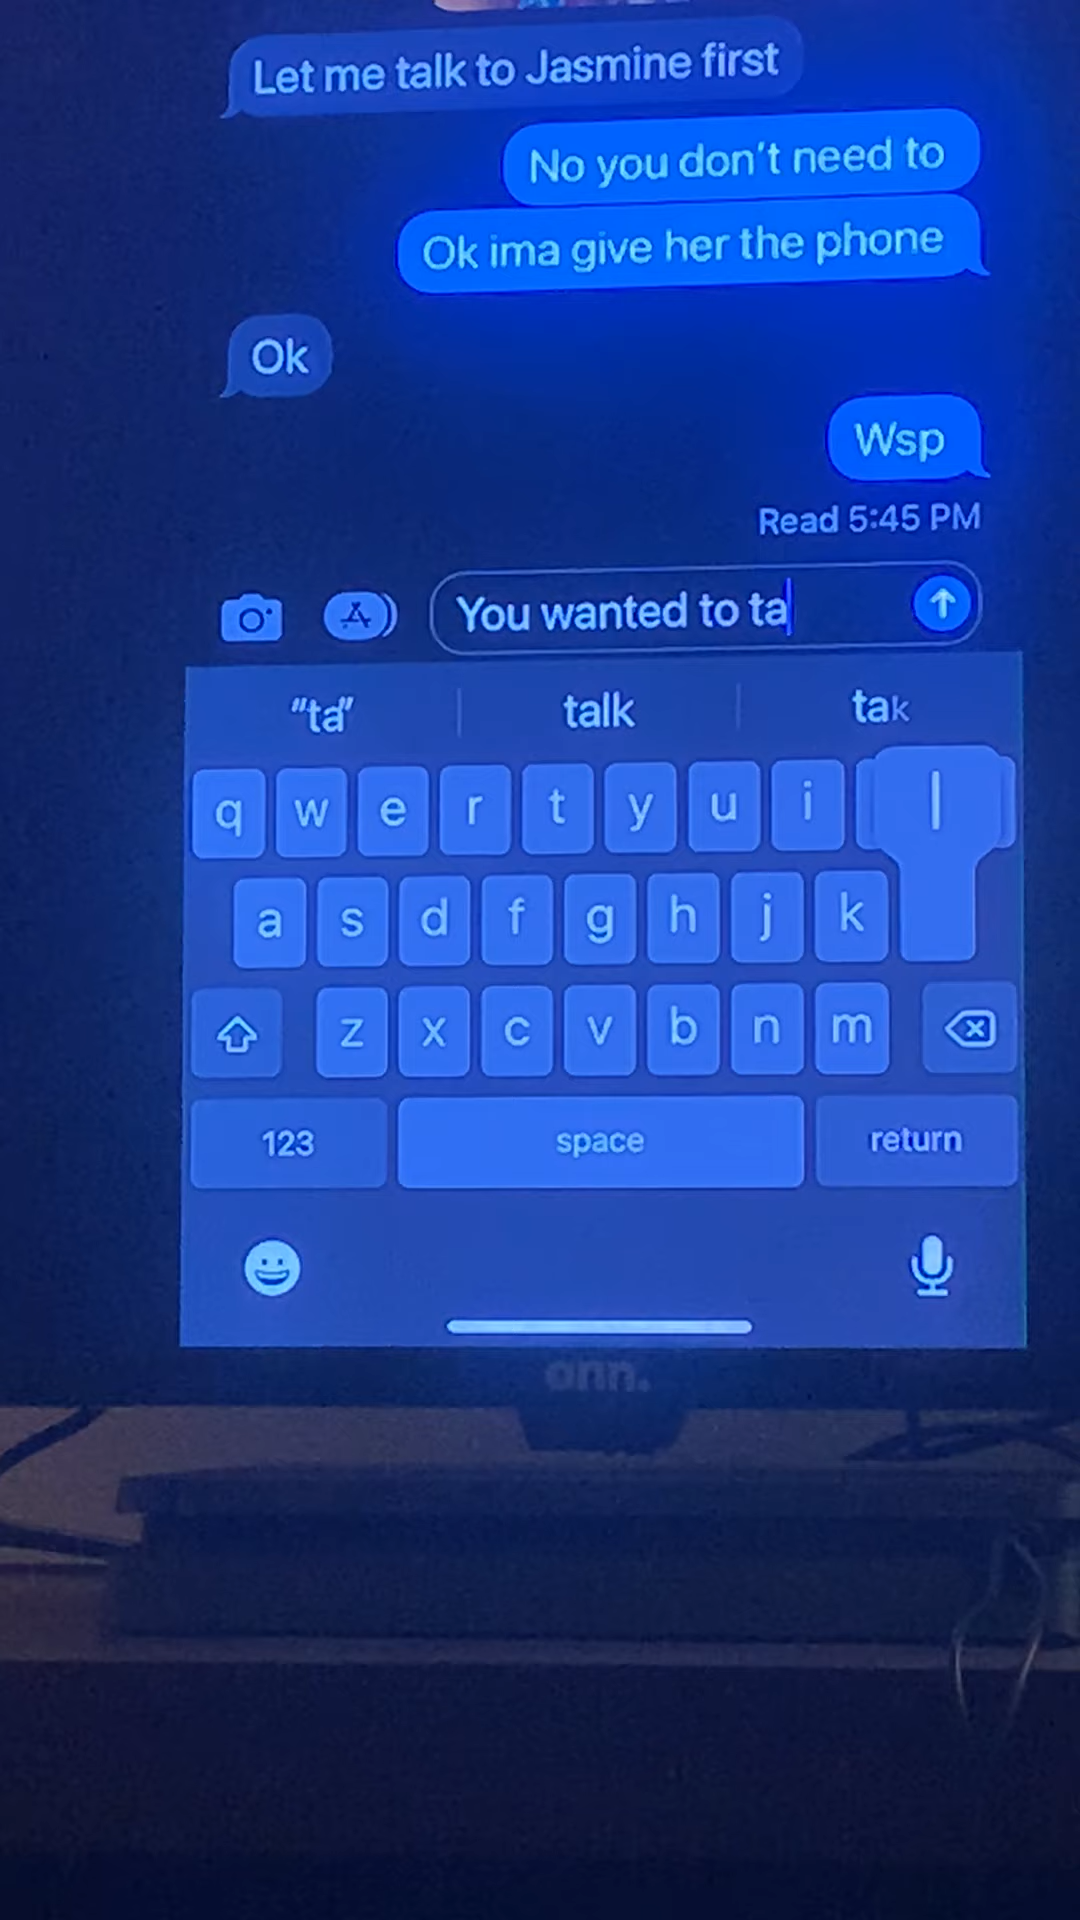 Let me talk to Jasmine first
No you don't need to
Ok ima give her the phone
Ok
Wsp
Read 5:45 PM
You wanted to ta
"ta" talk tak
q w e r t y u i
l
a s d f g h j k
z x c v b n m
123 space return
onn.